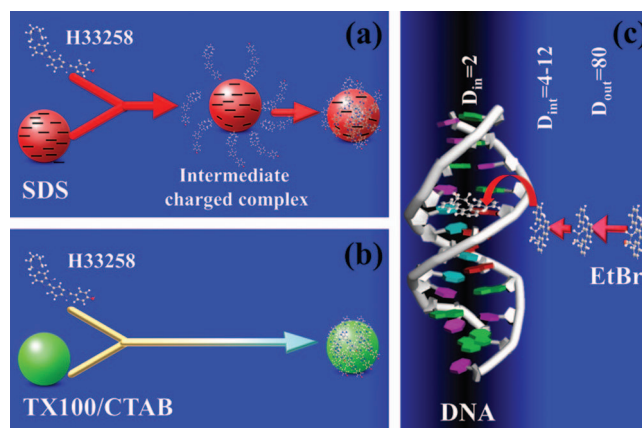 (a)
H33258
SDS
Intermediate
charged complex
(b)
H33258
TX100/CTAB
(c)
D_in=2
D_int=4-12
D_out=80
EtBr
DNA